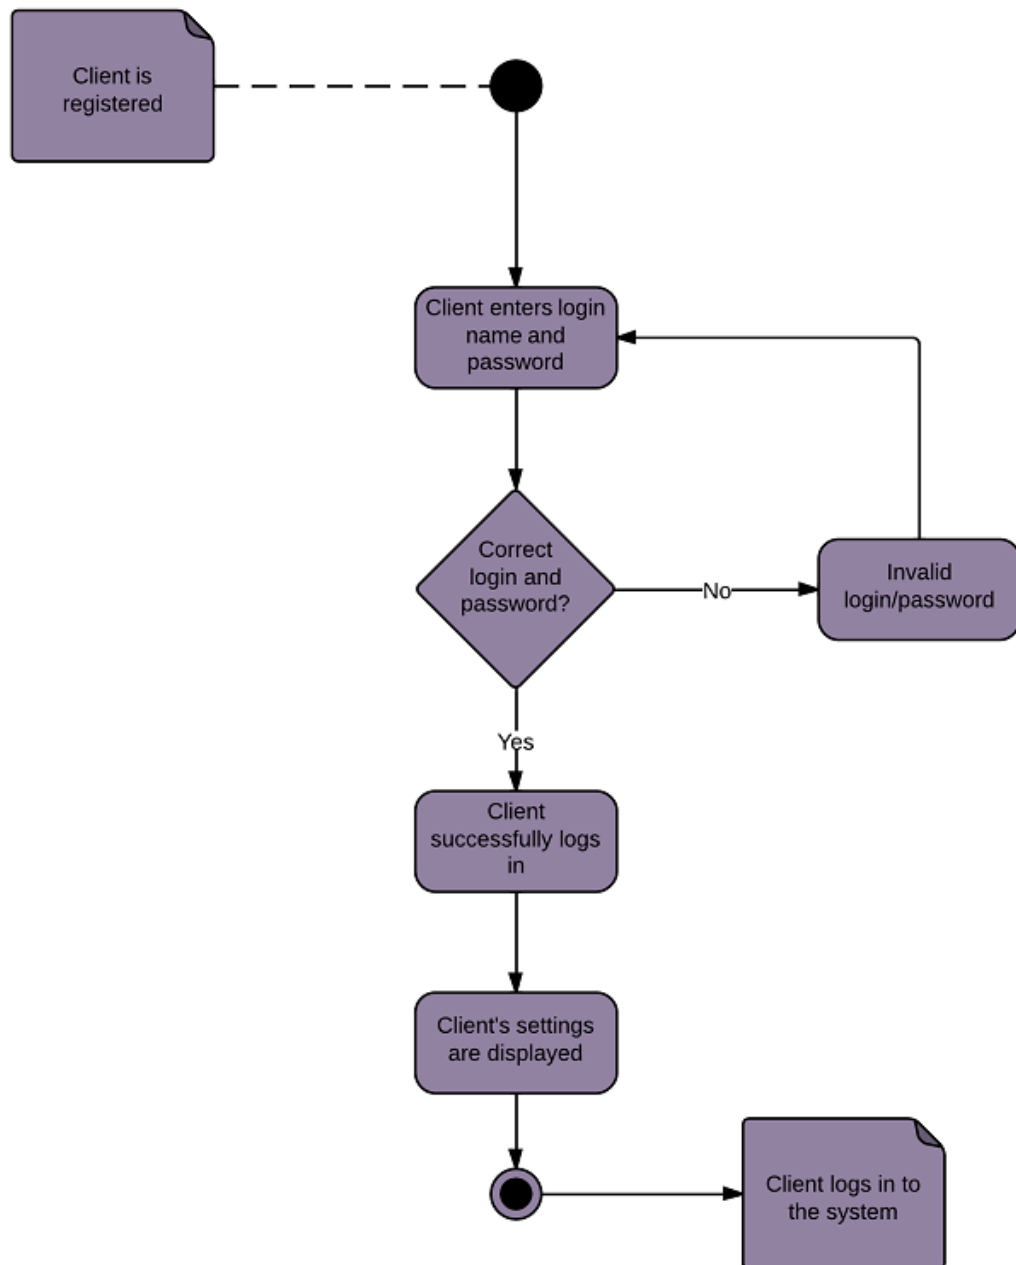 Client is
registered
Client enters login
name and
password
Correct
login and
password?
No
Invalid
login/password
Yes
Client
successfully logs
in
Client's settings
are displayed
Client logs in to
the system